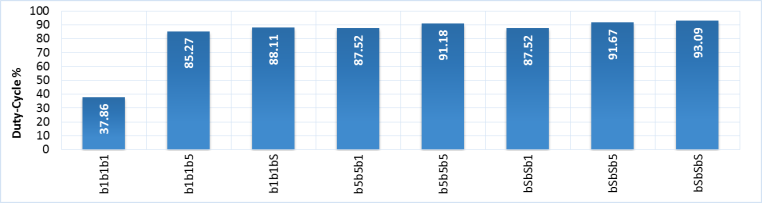 Duty-Cycle %
100
90
80
70
60
50
40
30
20
10
0
37.86
85.27
88.11
87.52
91.18
87.52
91.67
93.09
b1b1b1
b1b1b5
b1b1bS
b5b5b1
b5b5b5
bSbSb1
bSbSb5
bSbSbS